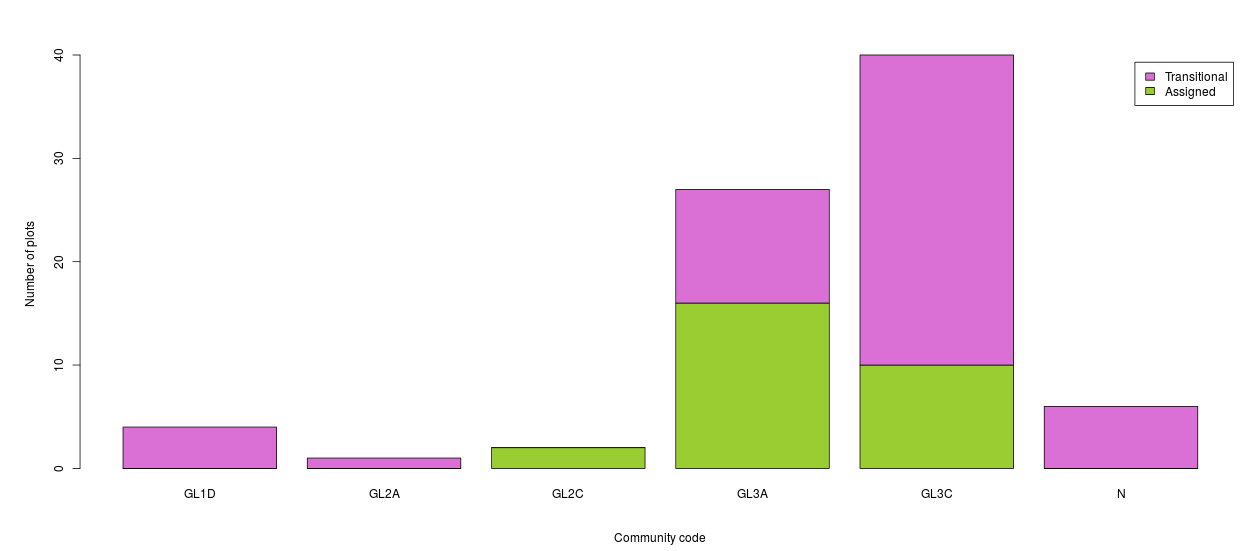 40
30
20
10
0
Number of plots
Transitional
Assigned
GL1D GL2A GL2C GL3A GL3C N
Community code